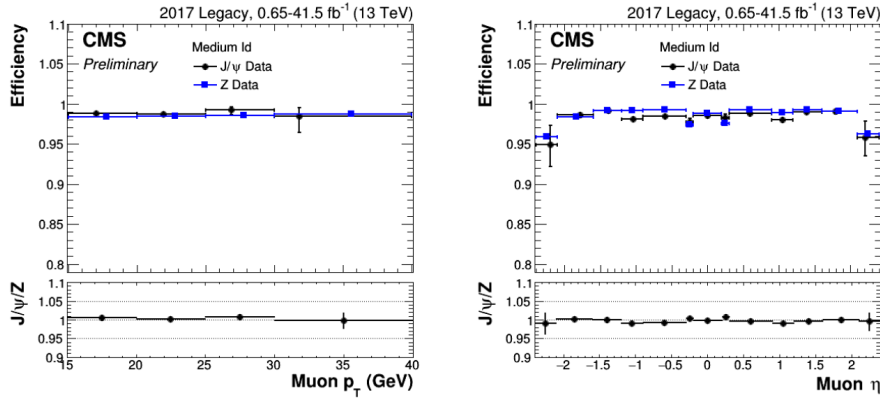 2017 Legacy, 0.65-41.5 fb⁻¹ (13 TeV)
Efficiency
1.1
1.05
1
0.95
0.9
0.85
0.8
CMS
Preliminary
Medium Id
J/ψ Data
Z Data
J/ψ/Z
1.1
1.05
1
0.95
0.9
15 20 25 30 35 40
Muon p_T (GeV)
2017 Legacy, 0.65-41.5 fb⁻¹ (13 TeV)
Efficiency
1.1
1.05
1
0.95
0.9
0.85
0.8
CMS
Preliminary
Medium Id
J/ψ Data
Z Data
J/ψ/Z
1.1
1.05
1
0.95
0.9
−2 −1.5 −1 −0.5 0 0.5 1 1.5 2
Muon η